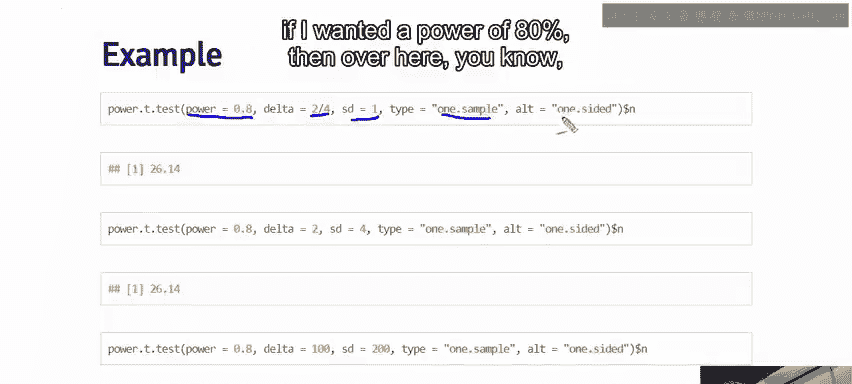 if I wanted a power of 80%,
then over here, you know,
Example
power.t.test(power = 0.8, delta = 2/4, sd = 1, type = "one.sample", alt = "one.sided")$n
## [1] 26.14
power.t.test(power = 0.8, delta = 2, sd = 4, type = "one.sample", alt = "one.sided")$n
## [1] 26.14
power.t.test(power = 0.8, delta = 100, sd = 200, type = "one.sample", alt = "one.sided")$n